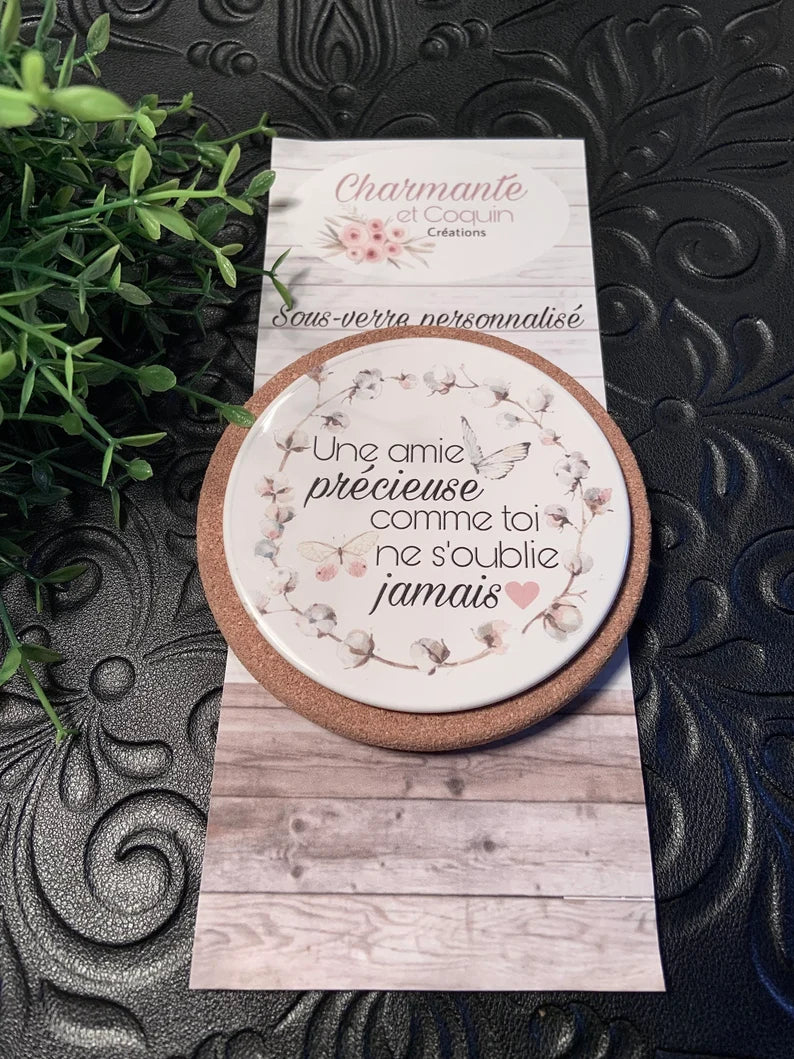 Charmante
et Coquin
Créations
Sous-verre personnalisé
Une amie
précieuse
comme toi
ne s'oublie
jamais